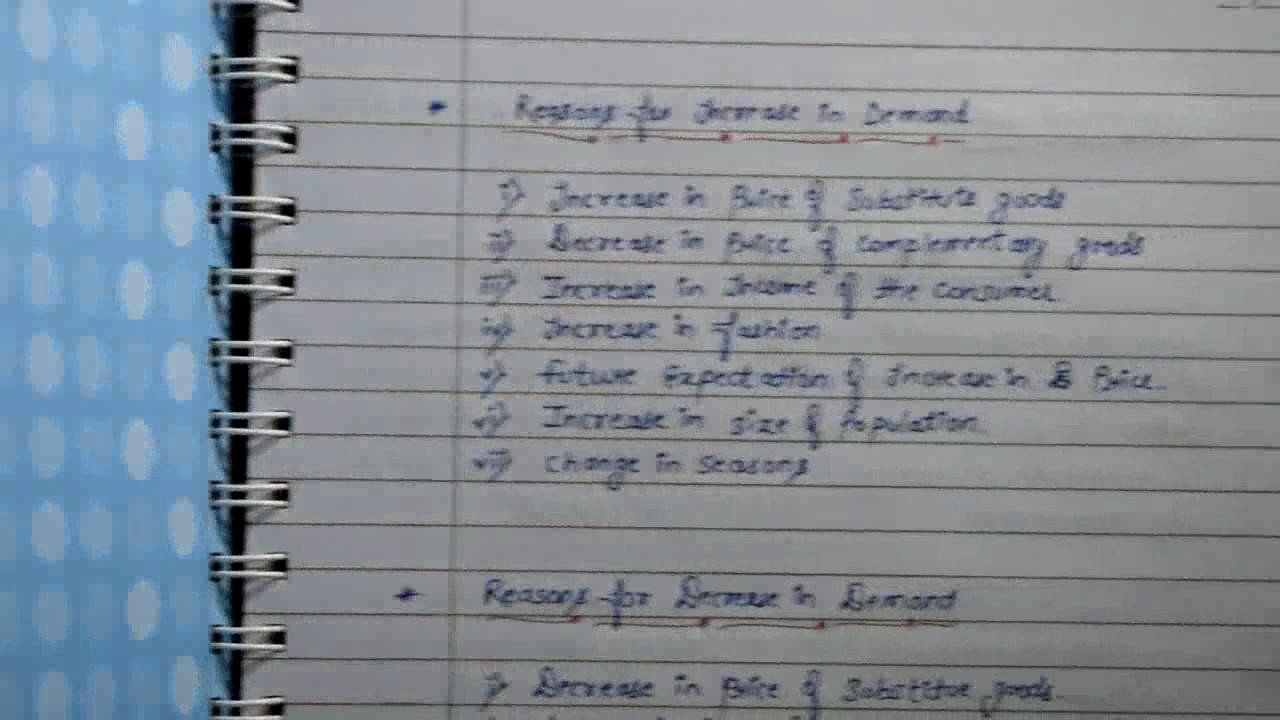 * Reasons for Increase in Demand
i) Increase in Price of Substitute goods
ii) Decrease in Price of Complementary goods
iii) Increase in Income of the Consumer
iv) Increase in fashion
v) future Expectation of Increase in Price.
vi) Increase in size of Population.
vii) Change in Seasons
* Reasons for Decrease in Demand
i) Decrease in Price of Substitute goods.